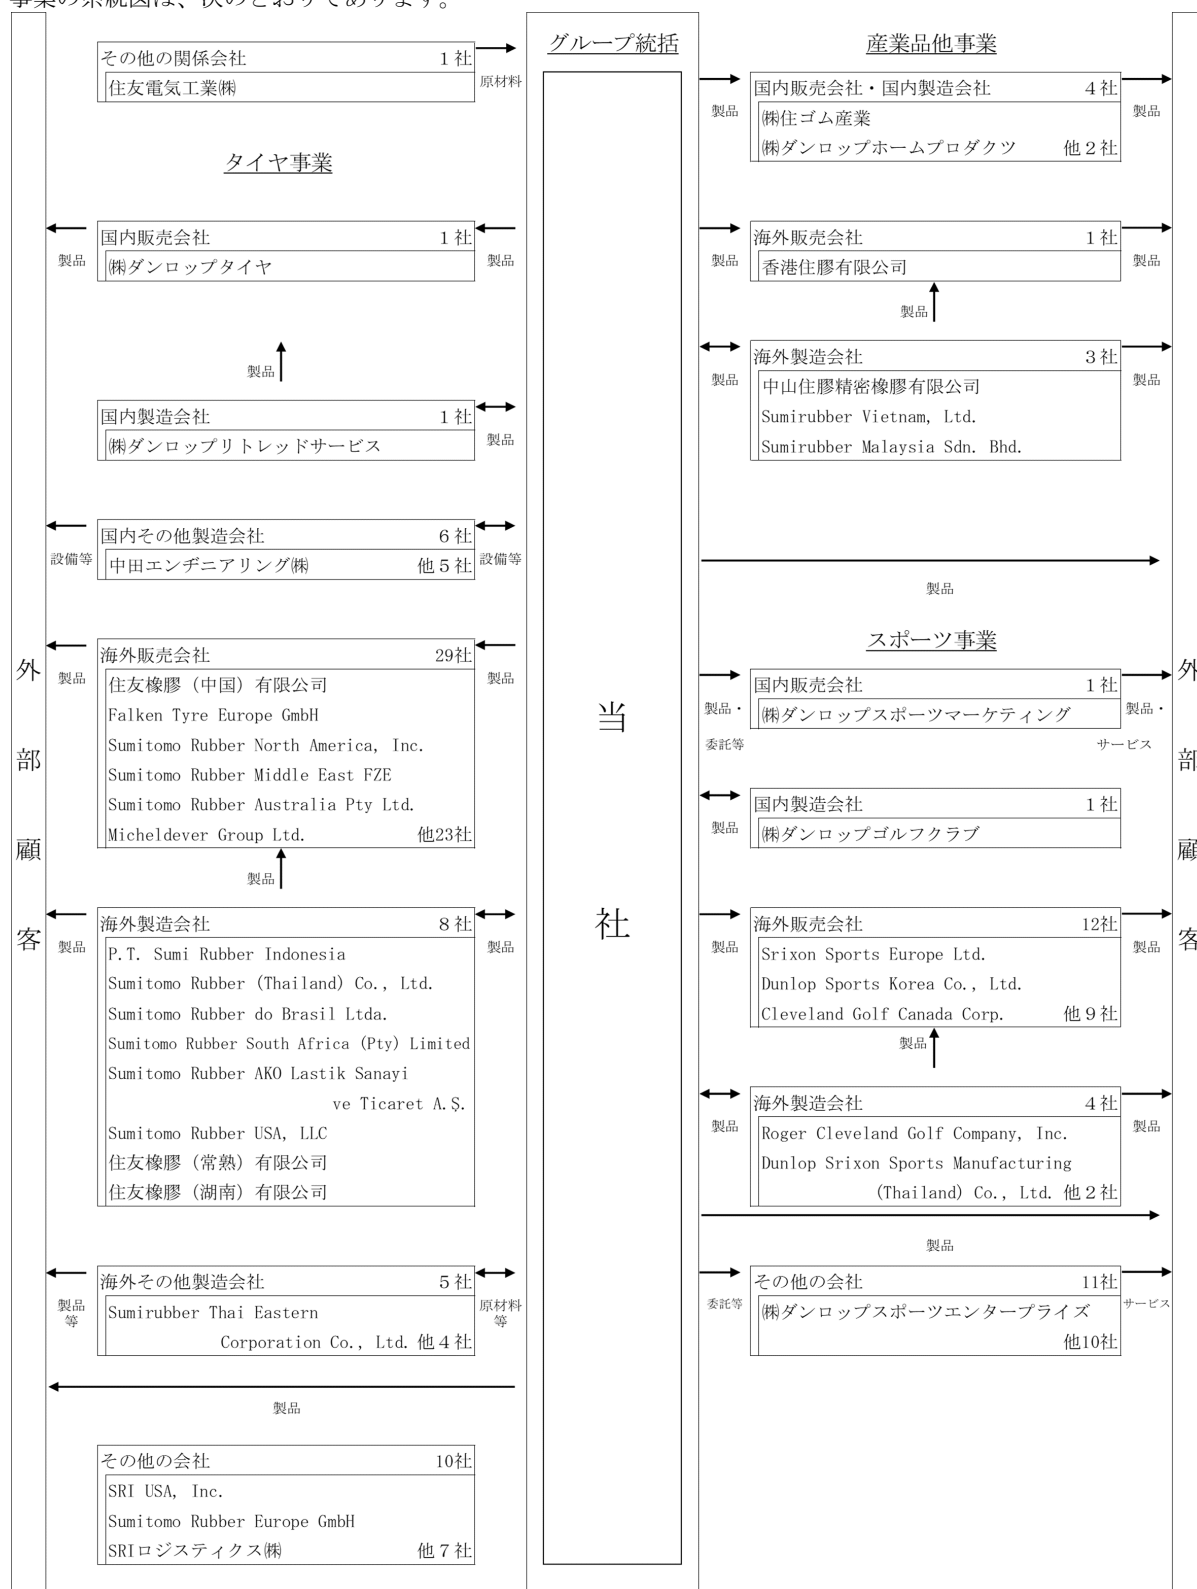 事業の系統図は、次のとおりであります。
その他の関係会社 1社
住友電気工業㈱
原材料
タイヤ事業
国内販売会社 1社
㈱ダンロップタイヤ
製品
製品
製品
国内製造会社 1社
㈱ダンロップリトレッドサービス
製品
国内その他製造会社 6社
中田エンヂニアリング㈱ 他5社
設備等
設備等
海外販売会社 29社
住友橡膠（中国）有限公司
Falken Tyre Europe GmbH
Sumitomo Rubber North America, Inc.
Sumitomo Rubber Middle East FZE
Sumitomo Rubber Australia Pty Ltd.
Micheldever Group Ltd. 他23社
製品
製品
製品
海外製造会社 8社
P.T. Sumi Rubber Indonesia
Sumitomo Rubber (Thailand) Co., Ltd.
Sumitomo Rubber do Brasil Ltda.
Sumitomo Rubber South Africa (Pty) Limited
Sumitomo Rubber AKO Lastik Sanayi
ve Ticaret A.Ş.
Sumitomo Rubber USA, LLC
住友橡膠（常熟）有限公司
住友橡膠（湖南）有限公司
製品
製品
海外その他製造会社 5社
Sumirubber Thai Eastern
Corporation Co., Ltd. 他4社
製品
等
原材料
等
製品
その他の会社 10社
SRI USA, Inc.
Sumitomo Rubber Europe GmbH
SRIロジスティクス㈱ 他7社
外
部
顧
客
グループ統括
当
社
産業品他事業
国内販売会社・国内製造会社 4社
㈱住ゴム産業
㈱ダンロップホームプロダクツ 他2社
製品
製品
海外販売会社 1社
香港住膠有限公司
製品
製品
製品
海外製造会社 3社
中山住膠精密橡膠有限公司
Sumirubber Vietnam, Ltd.
Sumirubber Malaysia Sdn. Bhd.
製品
製品
製品
スポーツ事業
国内販売会社 1社
㈱ダンロップスポーツマーケティング
製品・
委託等
製品・
サービス
国内製造会社 1社
㈱ダンロップゴルフクラブ
製品
海外販売会社 12社
Srixon Sports Europe Ltd.
Dunlop Sports Korea Co., Ltd.
Cleveland Golf Canada Corp. 他9社
製品
製品
製品
海外製造会社 4社
Roger Cleveland Golf Company, Inc.
Dunlop Srixon Sports Manufacturing
(Thailand) Co., Ltd. 他2社
製品
製品
製品
その他の会社 11社
㈱ダンロップスポーツエンタープライズ
他10社
委託等
サービス
外
部
顧
客